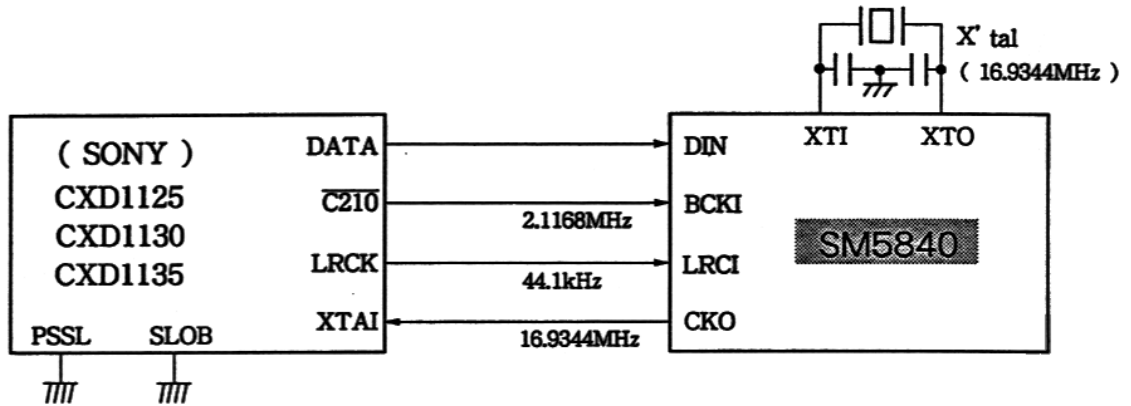 X' tal
( 16.9344MHz )
XTI XTO
( SONY )
CXD1125
CXD1130
CXD1135
DATA
C210
LRCK
XTAI
PSSL SLOB
2.1168MHz
44.1kHz
16.9344MHz
DIN
BCKI
LRCI
CKO
SM5840